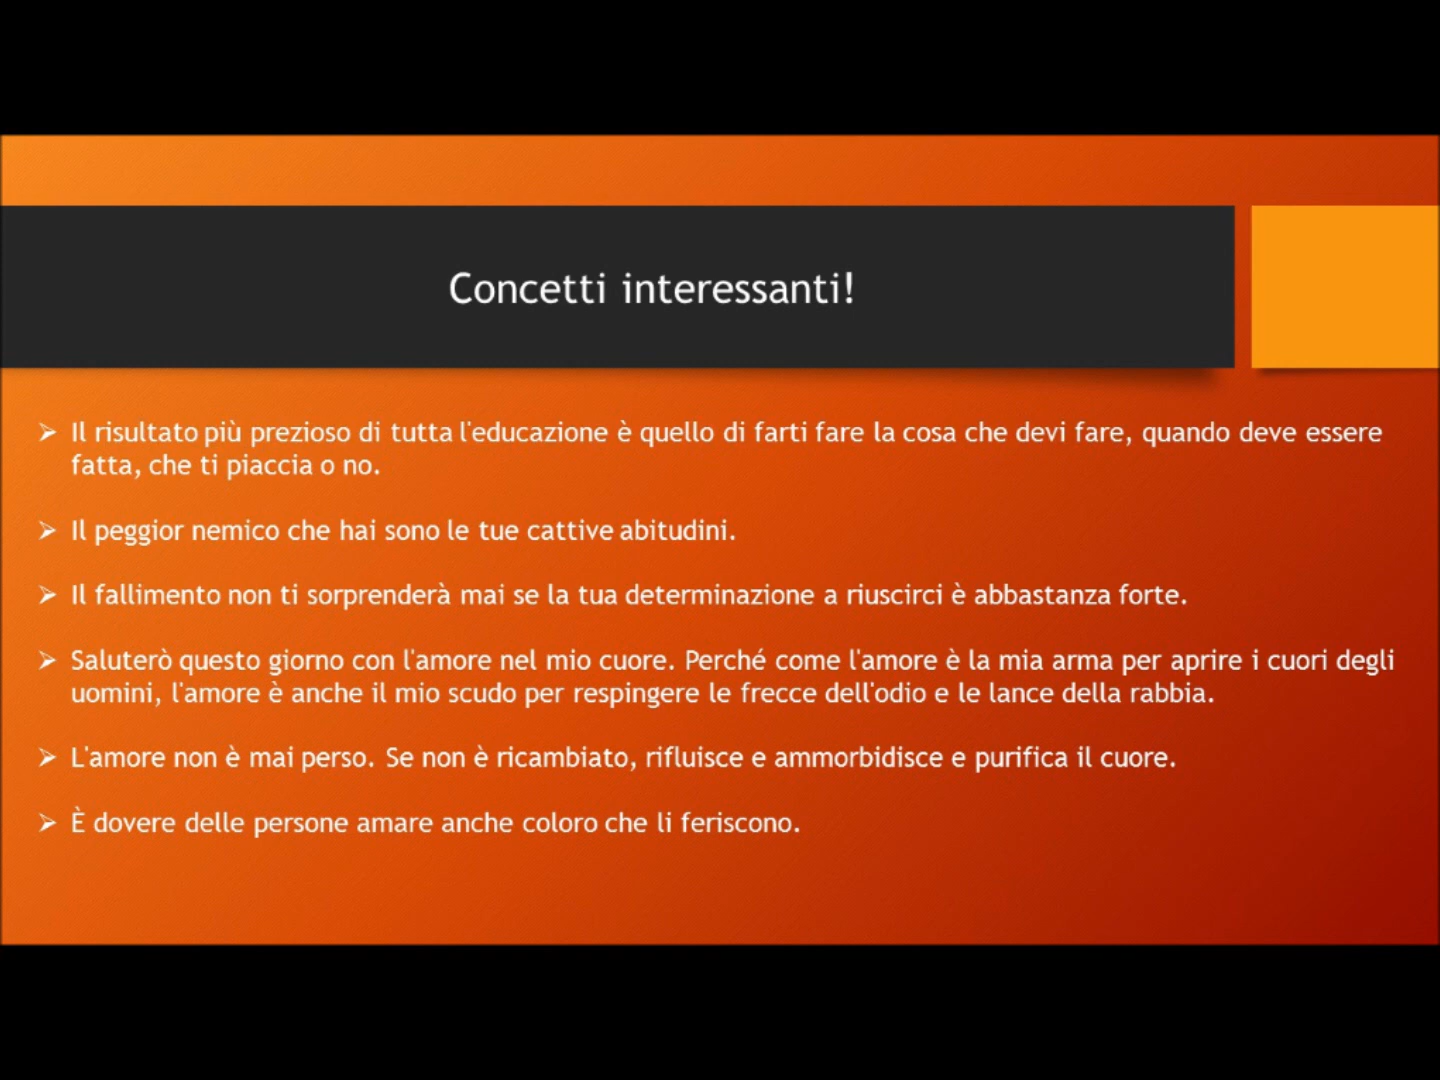 Concetti interessanti!
Il risultato più prezioso di tutta l'educazione è quello di farti fare la cosa che devi fare, quando deve essere
fatta, che ti piaccia o no.
Il peggior nemico che hai sono le tue cattive abitudini.
Il fallimento non ti sorprenderà mai se la tua determinazione a riuscirci è abbastanza forte.
Saluterò questo giorno con l'amore nel mio cuore. Perché come l'amore è la mia arma per aprire i cuori degli
uomini, l'amore è anche il mio scudo per respingere le frecce dell'odio e le lance della rabbia.
L'amore non è mai perso. Se non è ricambiato, rifluisce e ammorbidisce e purifica il cuore.
È dovere delle persone amare anche coloro che li feriscono.